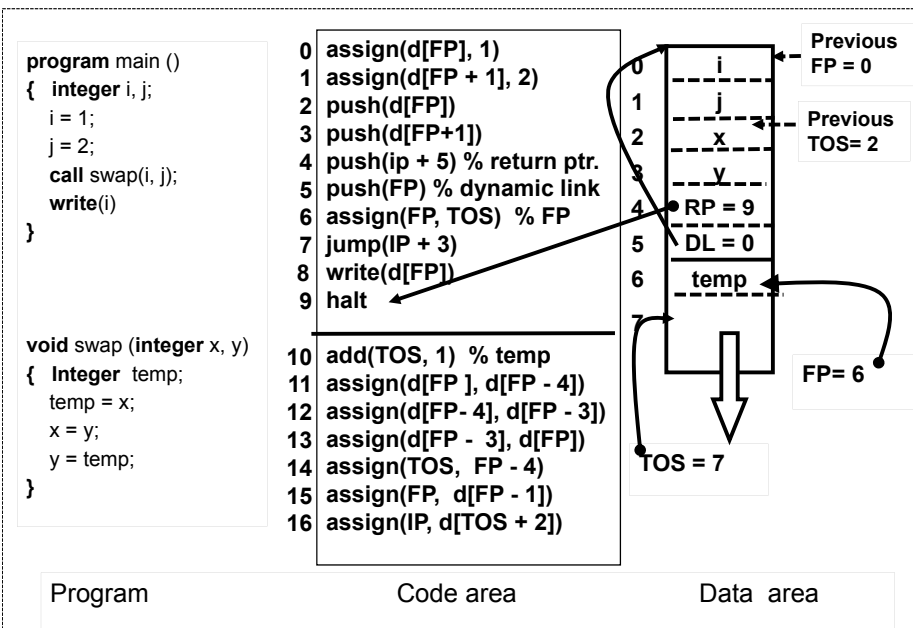 program main ()
{ integer i, j;
i = 1;
j = 2;
call swap(i, j);
write(i)
}
void swap (integer x, y)
{ Integer temp;
temp = x;
x = y;
y = temp;
}
0 assign(d[FP], 1)
1 assign(d[FP + 1], 2)
2 push(d[FP])
3 push(d[FP+1])
4 push(ip + 5) % return ptr.
5 push(FP) % dynamic link
6 assign(FP, TOS) % FP
7 jump(IP + 3)
8 write(d[FP])
9 halt
10 add(TOS, 1) % temp
11 assign(d[FP ], d[FP - 4])
12 assign(d[FP- 4], d[FP - 3])
13 assign(d[FP - 3], d[FP])
14 assign(TOS, FP - 4)
15 assign(FP, d[FP - 1])
16 assign(IP, d[TOS + 2])
0 i
1 j
2 x
3 y
4 RP = 9
5 DL = 0
6 temp
7
Previous
FP = 0
Previous
TOS= 2
FP= 6
TOS = 7
Program
Code area
Data area